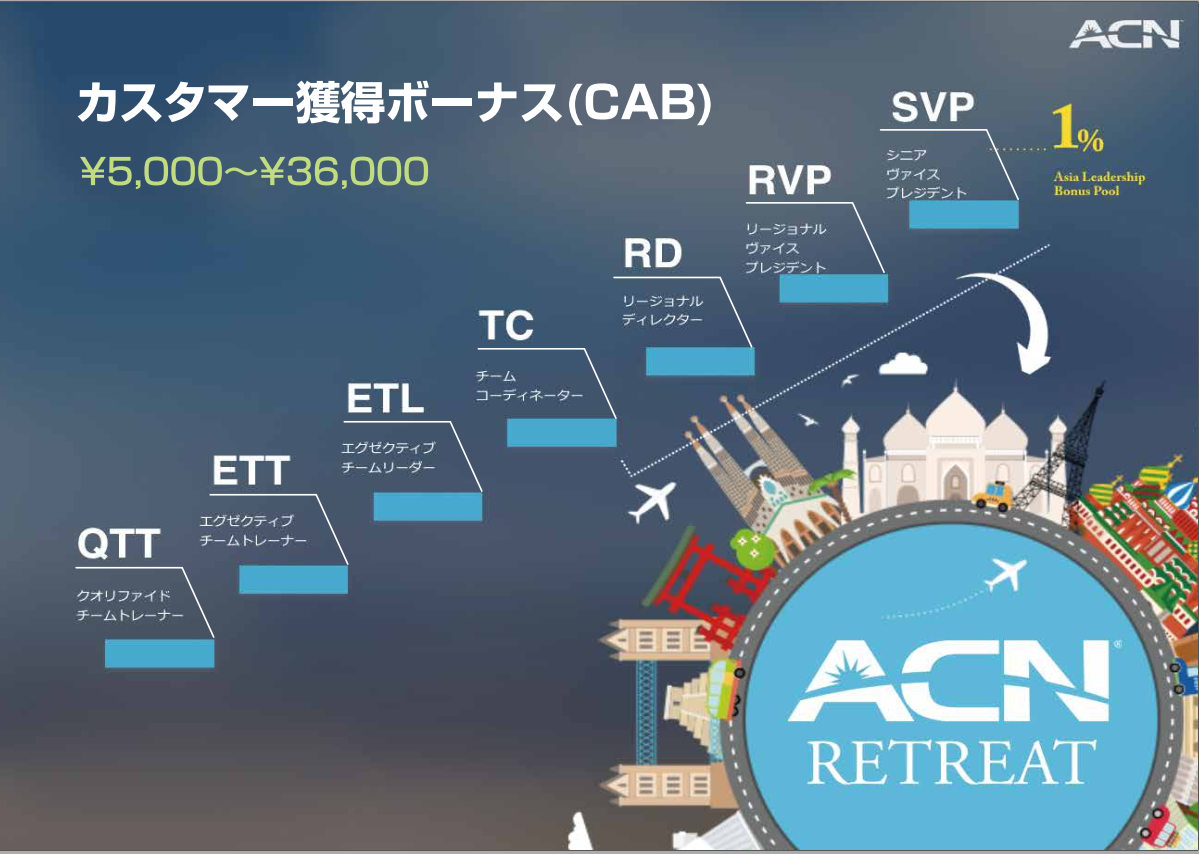 ACN
カスタマー獲得ボーナス(CAB)
¥5,000〜¥36,000
SVP
シニア
ヴァイス
プレジデント
1%
Asia Leadership
Bonus Pool
RVP
リージョナル
ヴァイス
プレジデント
RD
リージョナル
ディレクター
TC
チーム
コーディネーター
ETL
エグゼクティブ
チームリーダー
ETT
エグゼクティブ
チームトレーナー
QTT
クオリファイド
チームトレーナー
ACN®
RETREAT